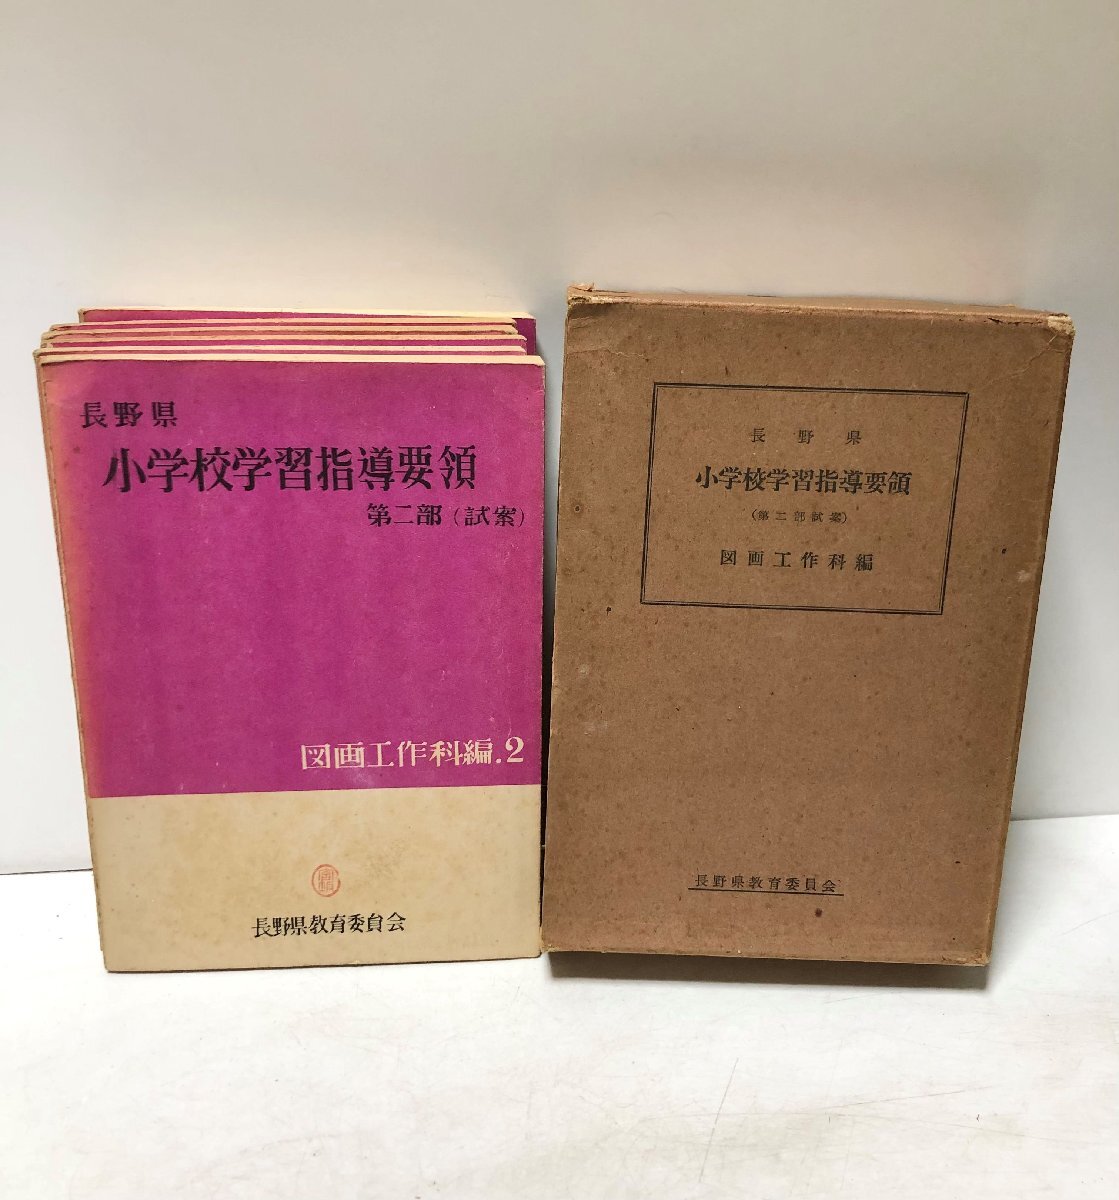 長野県
小学校学習指導要領
第二部(試案)
図画工作科編.2
長野県教育委員会
長野県
小学校学習指導要領
(第二部試案)
図画工作科編
長野県教育委員会